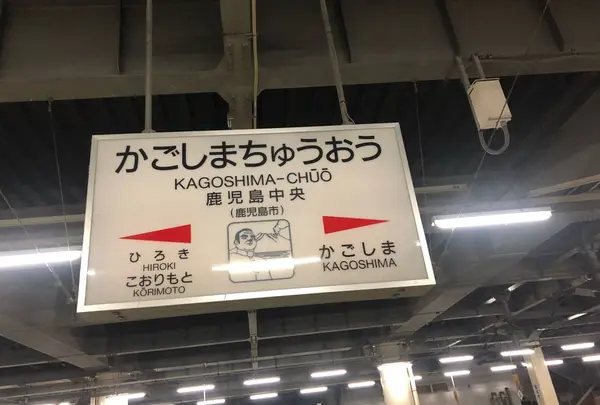 かごしまちゅうおう
KAGOSHIMA-CHŪŌ
鹿児島中央
(鹿児島市)
ひろき
HIROKI
こおりもと
KŌRIMOTO
かごしま
KAGOSHIMA